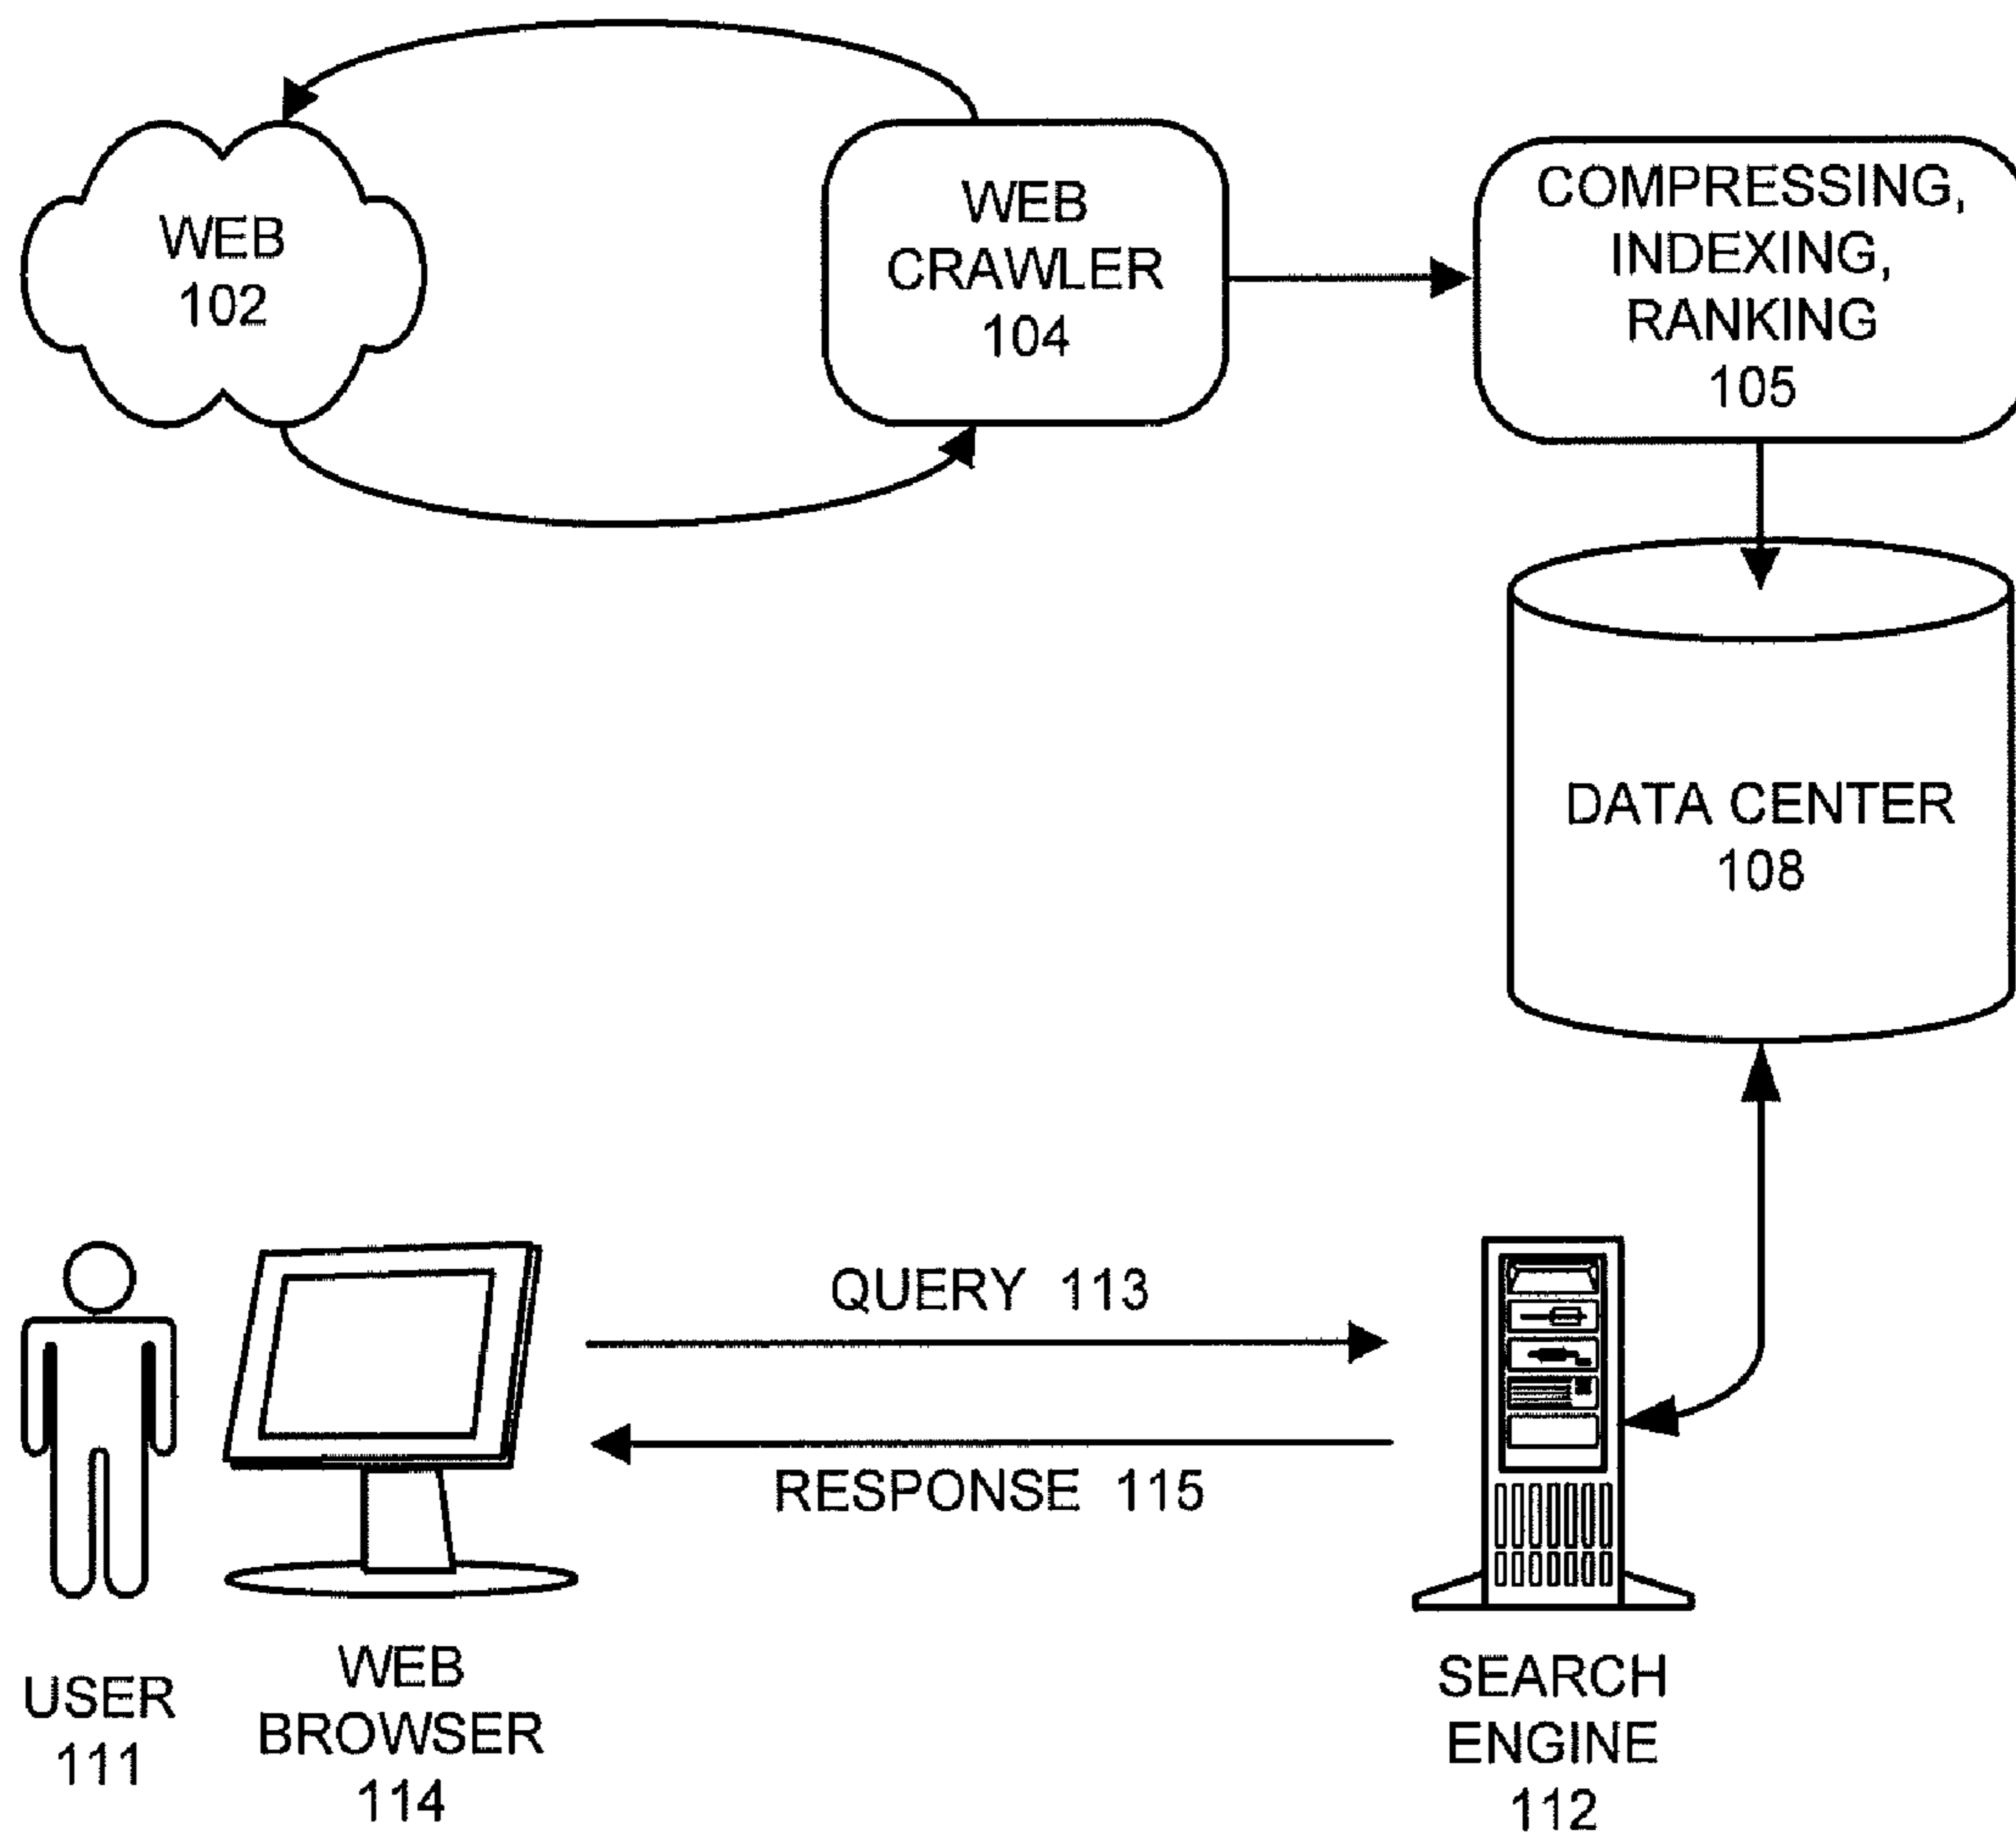 WEB
102
WEB
CRAWLER
104
COMPRESSING,
INDEXING,
RANKING
105
DATA CENTER
108
QUERY 113
RESPONSE 115
USER
111
WEB
BROWSER
114
SEARCH
ENGINE
112